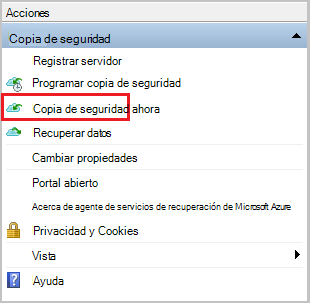 Acciones
Copia de seguridad
Registrar servidor
Programar copia de seguridad
Copia de seguridad ahora
Recuperar datos
Cambiar propiedades
Portal abierto
Acerca de agente de servicios de recuperación de Microsoft Azure
Privacidad y Cookies
Vista
Ayuda